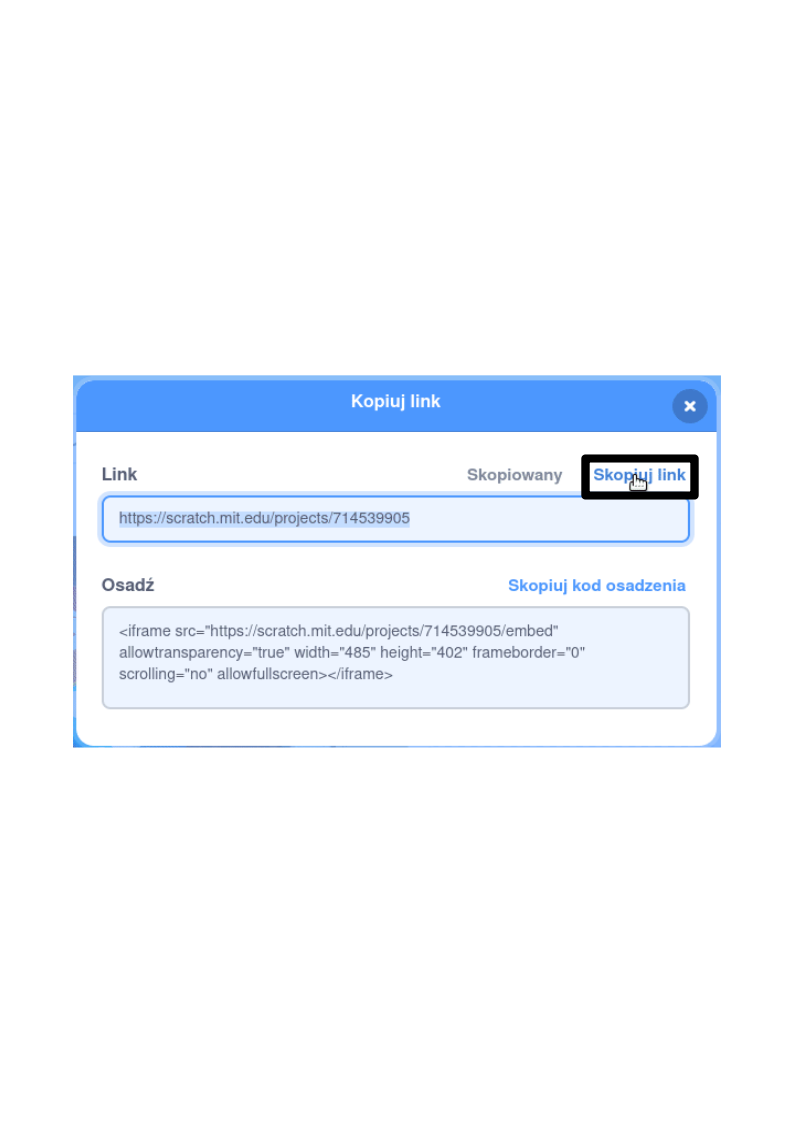 Kopiuj link
Link Skopiowany Skopiuj link
https://scratch.mit.edu/projects/714539905
Osadź Skopiuj kod osadzenia
<iframe src="https://scratch.mit.edu/projects/714539905/embed"
allowtransparency="true" width="485" height="402" frameborder="0"
scrolling="no" allowfullscreen></iframe>